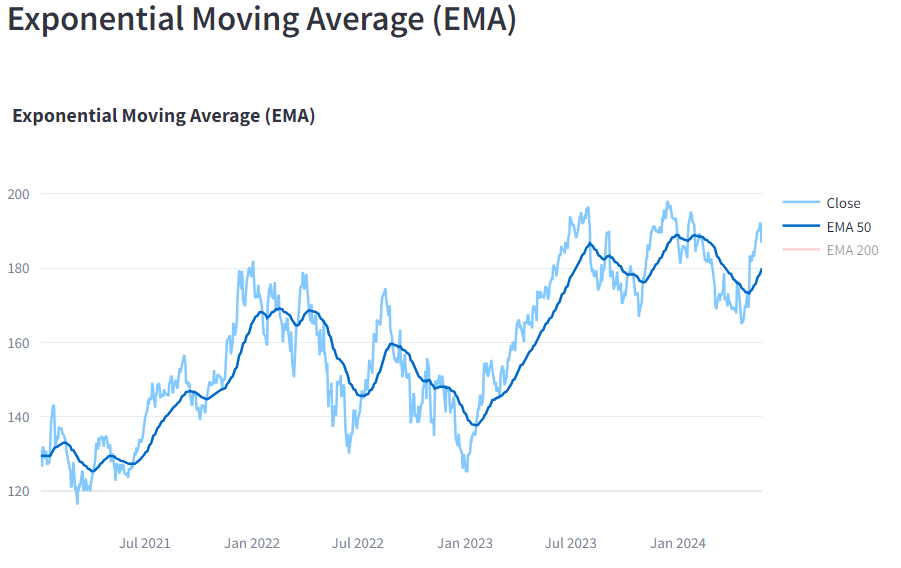 Exponential Moving Average (EMA)
Exponential Moving Average (EMA)
200
180
160
140
120
Jul 2021 Jan 2022 Jul 2022 Jan 2023 Jul 2023 Jan 2024
Close
EMA 50
EMA 200